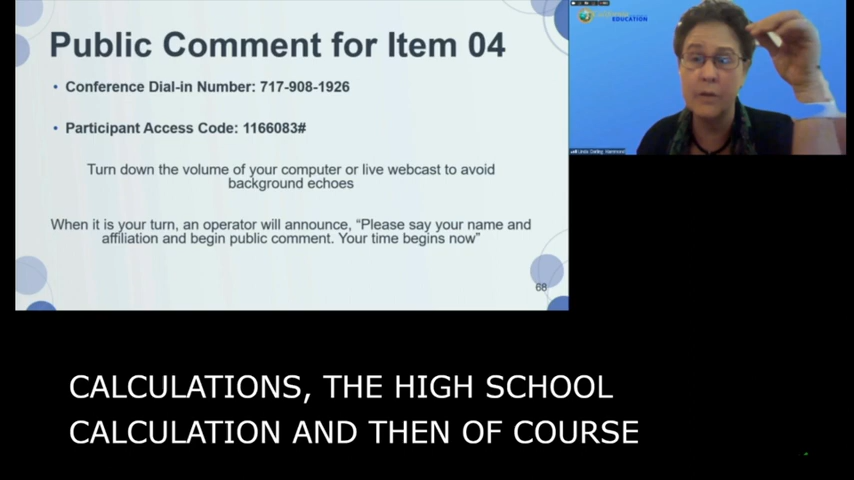 Public Comment for Item 04
• Conference Dial-in Number: 717-908-1926
• Participant Access Code: 1166083#
Turn down the volume of your computer or live webcast to avoid
background echoes
When it is your turn, an operator will announce, “Please say your name and
affiliation and begin public comment. Your time begins now”
68
EDUCATION
Linda Darling-Hammond
CALCULATIONS, THE HIGH SCHOOL
CALCULATION AND THEN OF COURSE